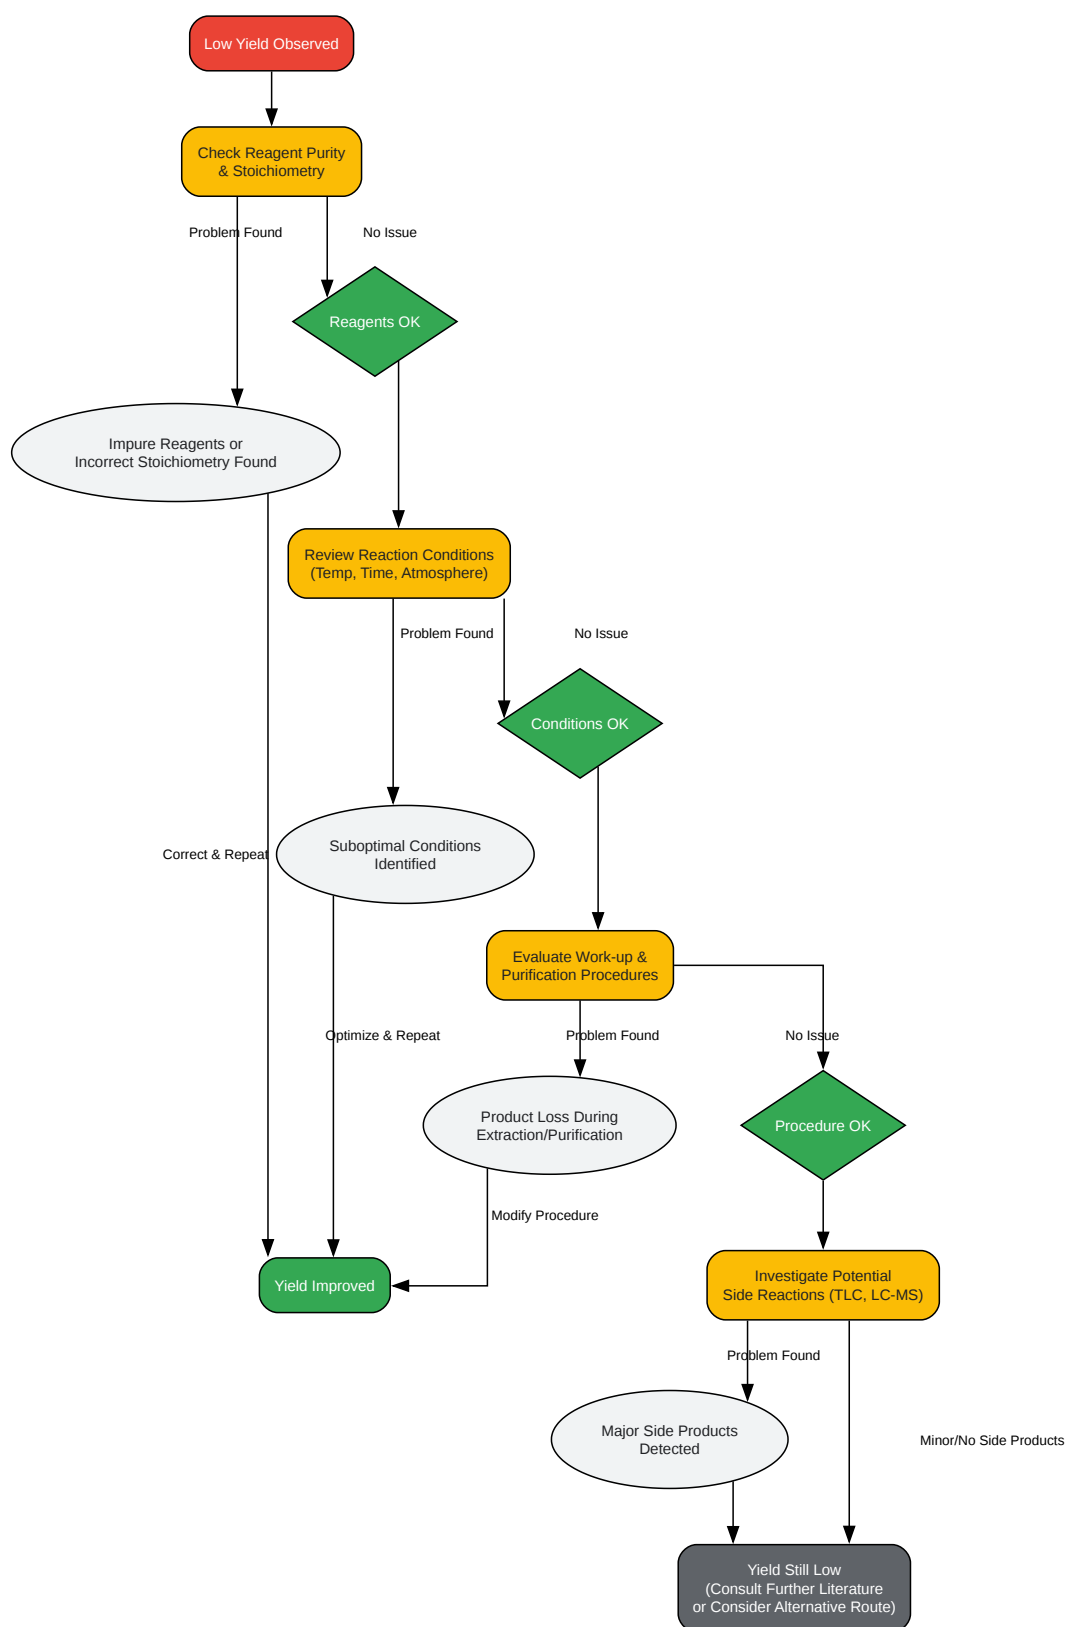 Low Yield Observed
Check Reagent Purity
& Stoichiometry
Problem Found
No Issue
Reagents OK
Impure Reagents or
Incorrect Stoichiometry Found
Review Reaction Conditions
(Temp, Time, Atmosphere)
Problem Found
No Issue
Conditions OK
Correct & Repeat
Suboptimal Conditions
Identified
Evaluate Work-up &
Purification Procedures
Optimize & Repeat
Problem Found
No Issue
Product Loss During
Extraction/Purification
Procedure OK
Modify Procedure
Yield Improved
Investigate Potential
Side Reactions (TLC, LC-MS)
Problem Found
Major Side Products
Detected
Minor/No Side Products
Yield Still Low
(Consult Further Literature
or Consider Alternative Route)